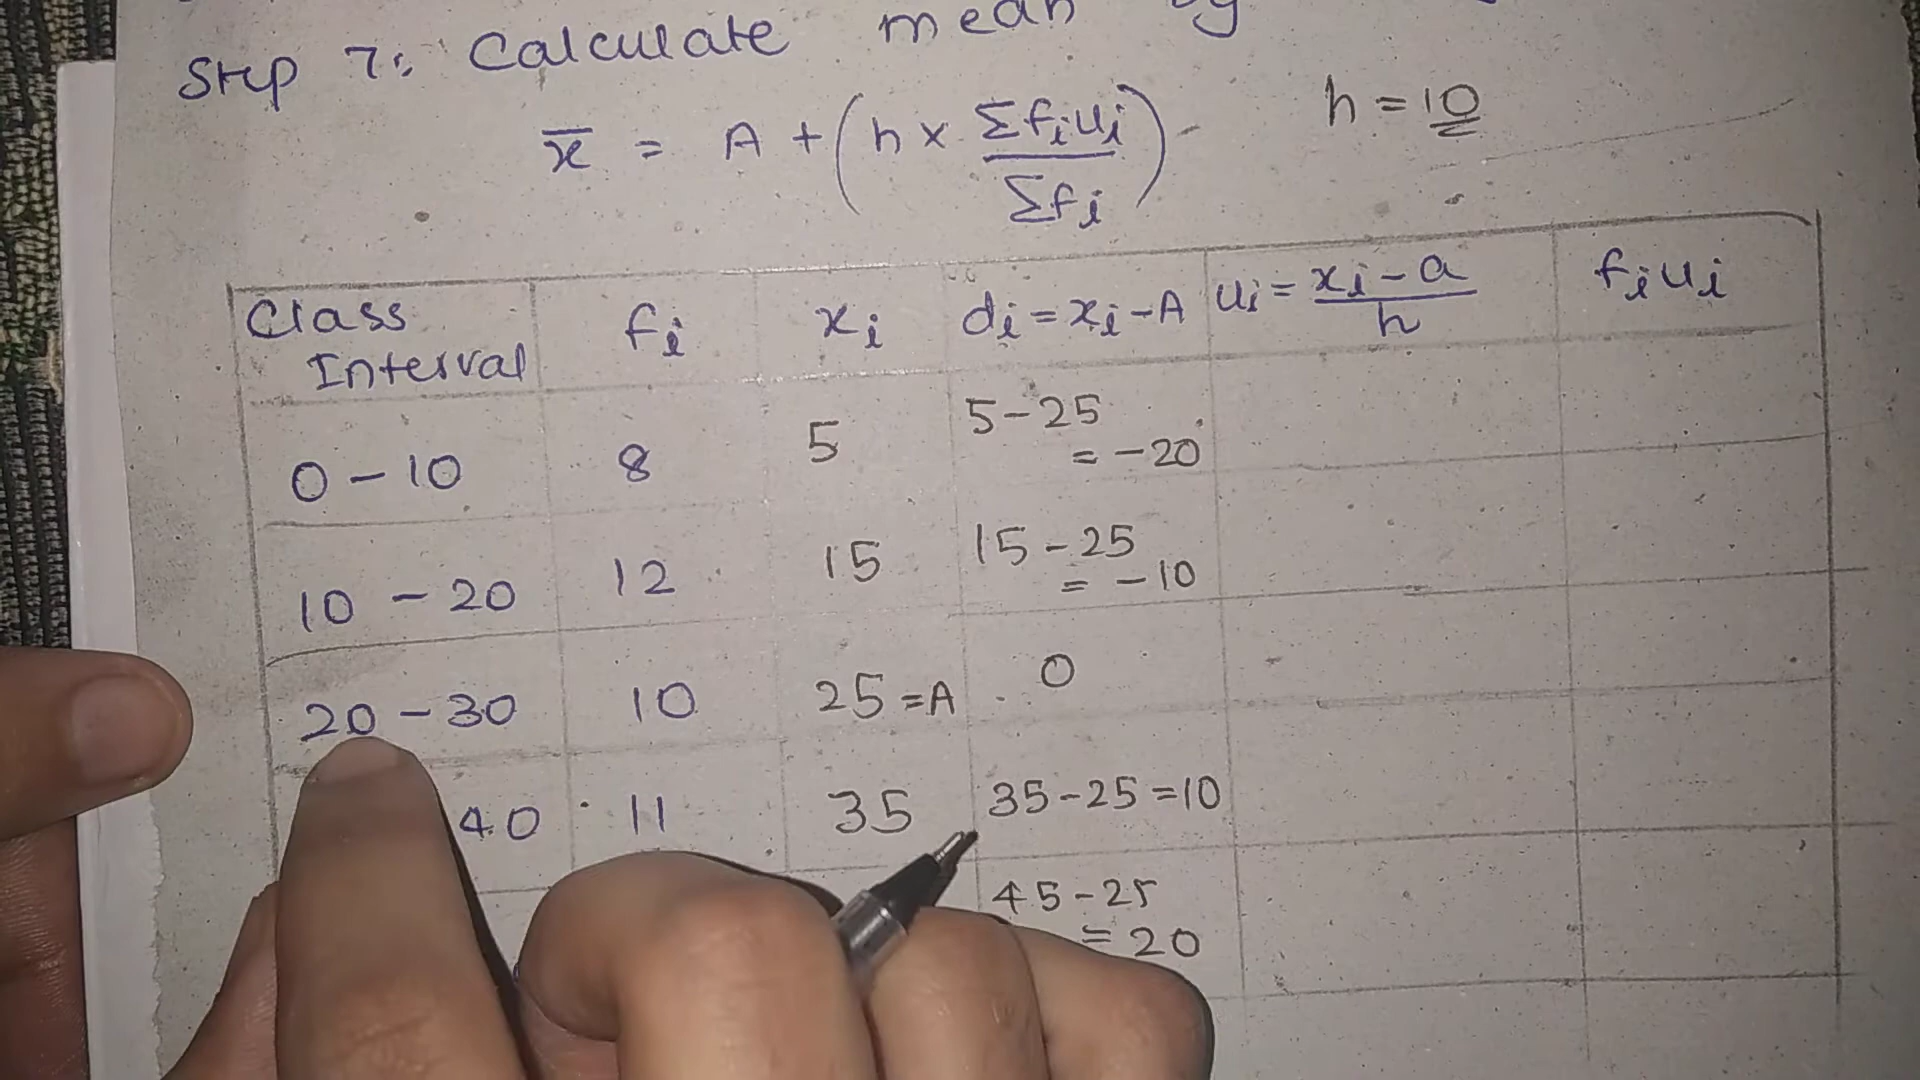 Step 7: Calculate mean by
x̄ = A + (h × Σfᵢuᵢ / Σfᵢ)
h = 10
Class Interval fᵢ xᵢ dᵢ = xᵢ - A uᵢ = xᵢ - a / h fᵢuᵢ
0 - 10 8 5 5 - 25 = -20
10 - 20 12 15 15 - 25 = -10
20 - 30 10 25 = A 0
40 11 35 35 - 25 = 10
45 - 25 = 20